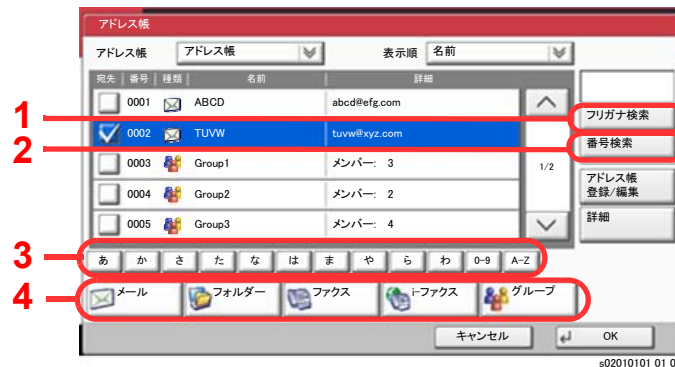 アドレス帳
アドレス帳 アドレス帳 表示順 名前
宛先 番号 種類 名前 詳細
0001 ABCD abcd@efg.com
1 フリガナ検索
0002 TUVW tuvw@xyz.com
2 番号検索
0003 Group1 メンバー: 3 1/2
アドレス帳
登録/編集
0004 Group2 メンバー: 2
0005 Group3 メンバー: 4 詳細
3 あ か さ た な は ま や ら わ 0-9 A-Z
4 メール フォルダー ファクス i-ファクス グループ
キャンセル OK
s02010101 01 0